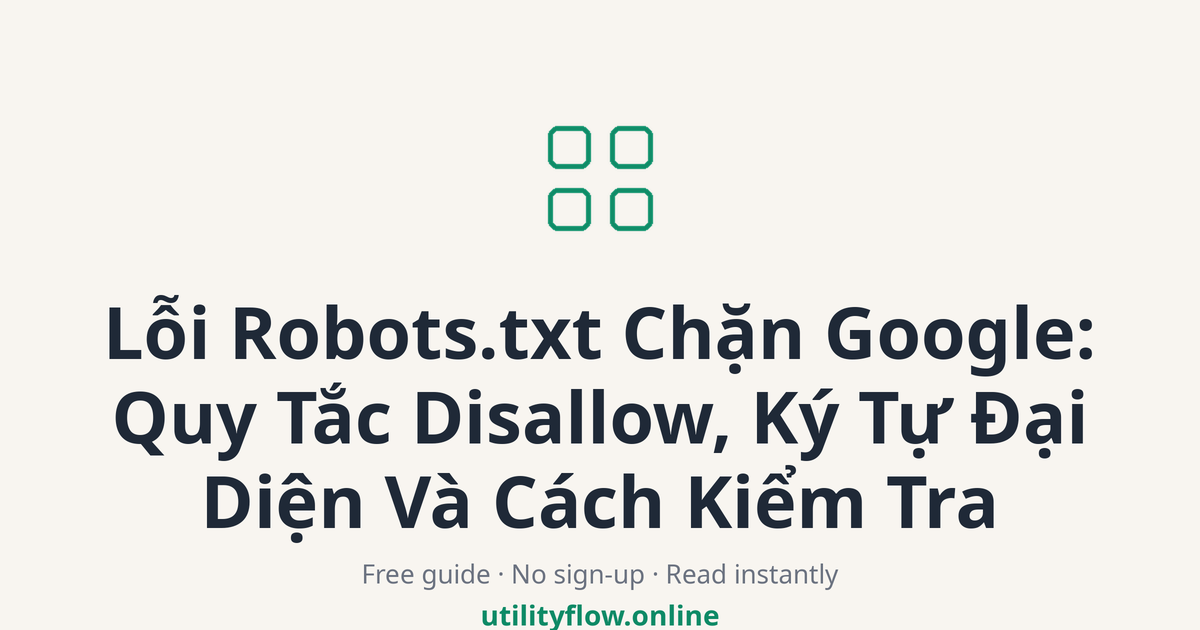 Lỗi Robots.txt Chặn Google:
Quy Tắc Disallow, Ký Tự Đại
Diện Và Cách Kiểm Tra
Free guide · No sign-up · Read instantly
utilityflow.online